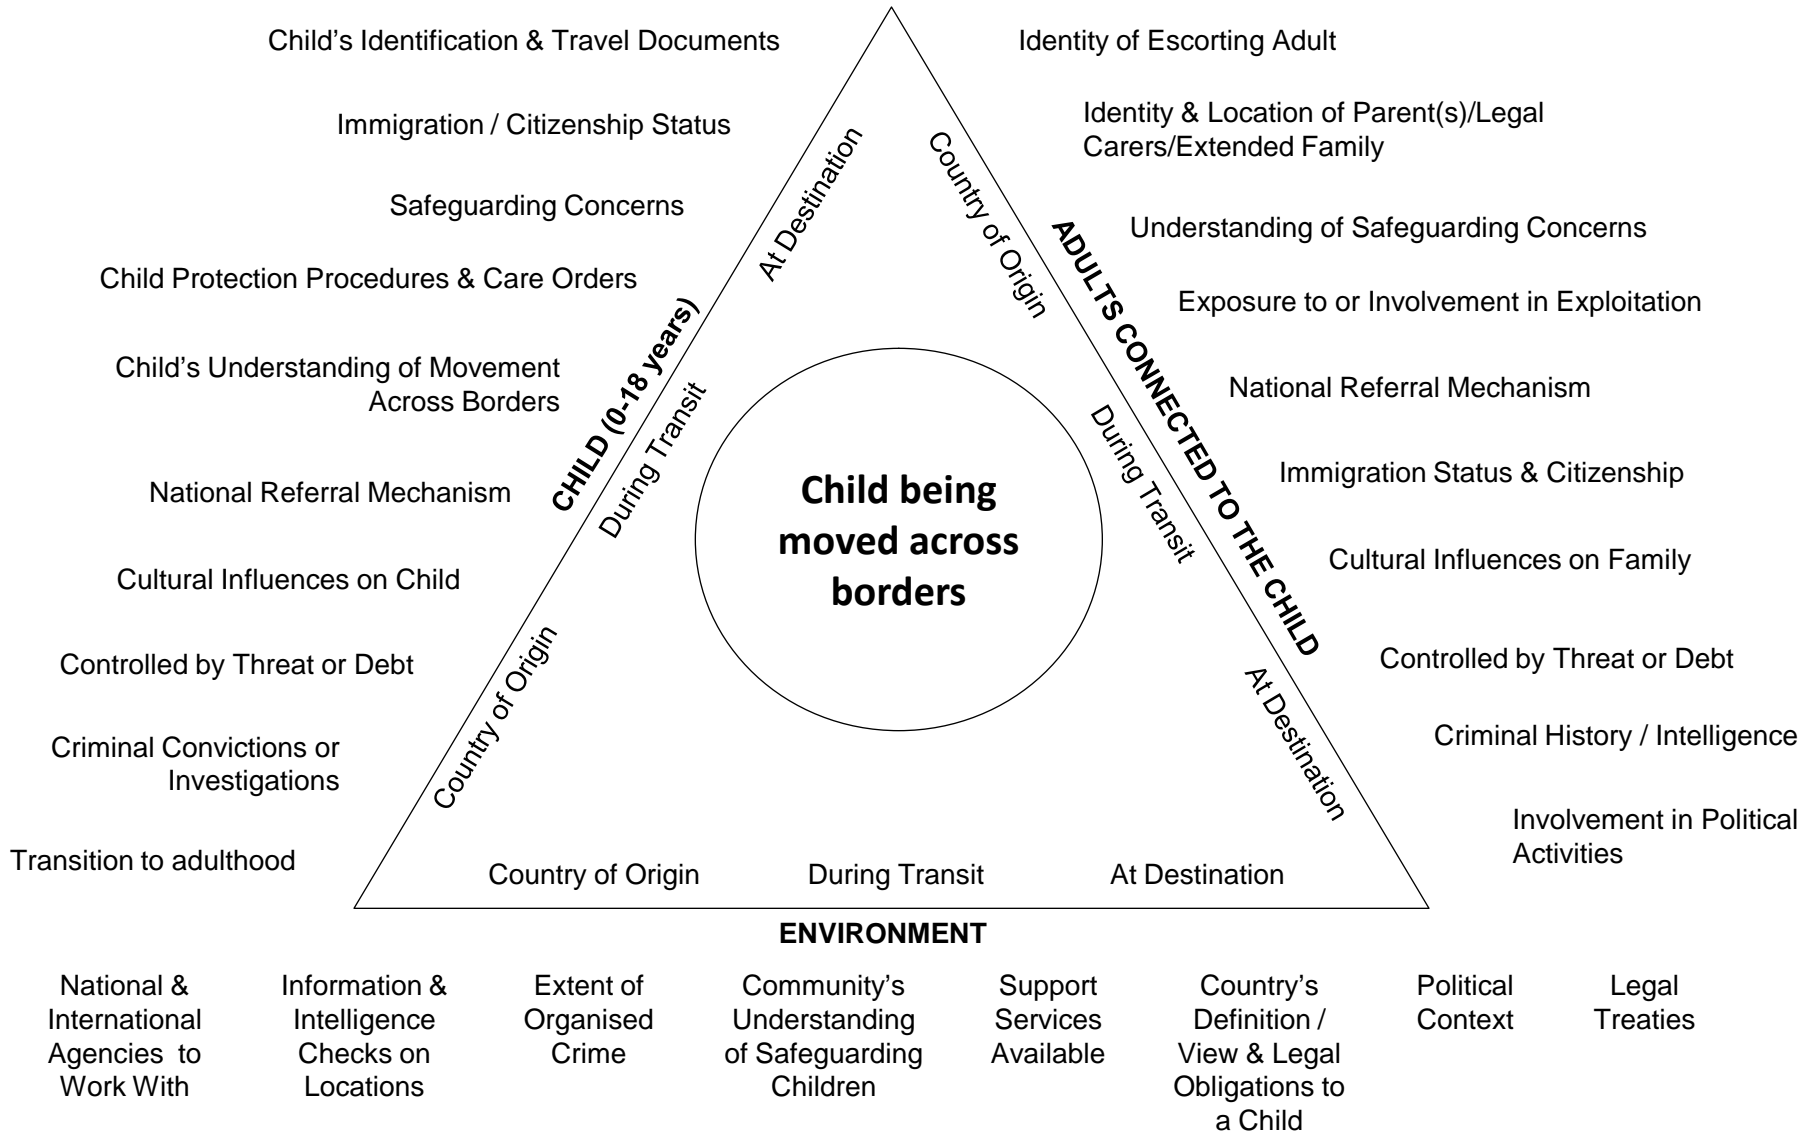 Child’s Identification & Travel Documents
Immigration / Citizenship Status
Safeguarding Concerns
Child Protection Procedures & Care Orders
Child’s Understanding of Movement
Across Borders
National Referral Mechanism
Cultural Influences on Child
Controlled by Threat or Debt
Criminal Convictions or
Investigations
Transition to adulthood
CHILD (0-18 years)
Country of Origin
During Transit
At Destination
Child being
moved across
borders
Country of Origin
During Transit
At Destination
ADULTS CONNECTED TO THE CHILD
Identity of Escorting Adult
Identity & Location of Parent(s)/Legal
Carers/Extended Family
Understanding of Safeguarding Concerns
Exposure to or Involvement in Exploitation
National Referral Mechanism
Immigration Status & Citizenship
Cultural Influences on Family
Controlled by Threat or Debt
Criminal History / Intelligence
Involvement in Political
Activities
Country of Origin
During Transit
At Destination
ENVIRONMENT
National &
International
Agencies to
Work With
Information &
Intelligence
Checks on
Locations
Extent of
Organised
Crime
Community’s
Understanding
of Safeguarding
Children
Support
Services
Available
Country’s
Definition /
View & Legal
Obligations to
a Child
Political
Context
Legal
Treaties